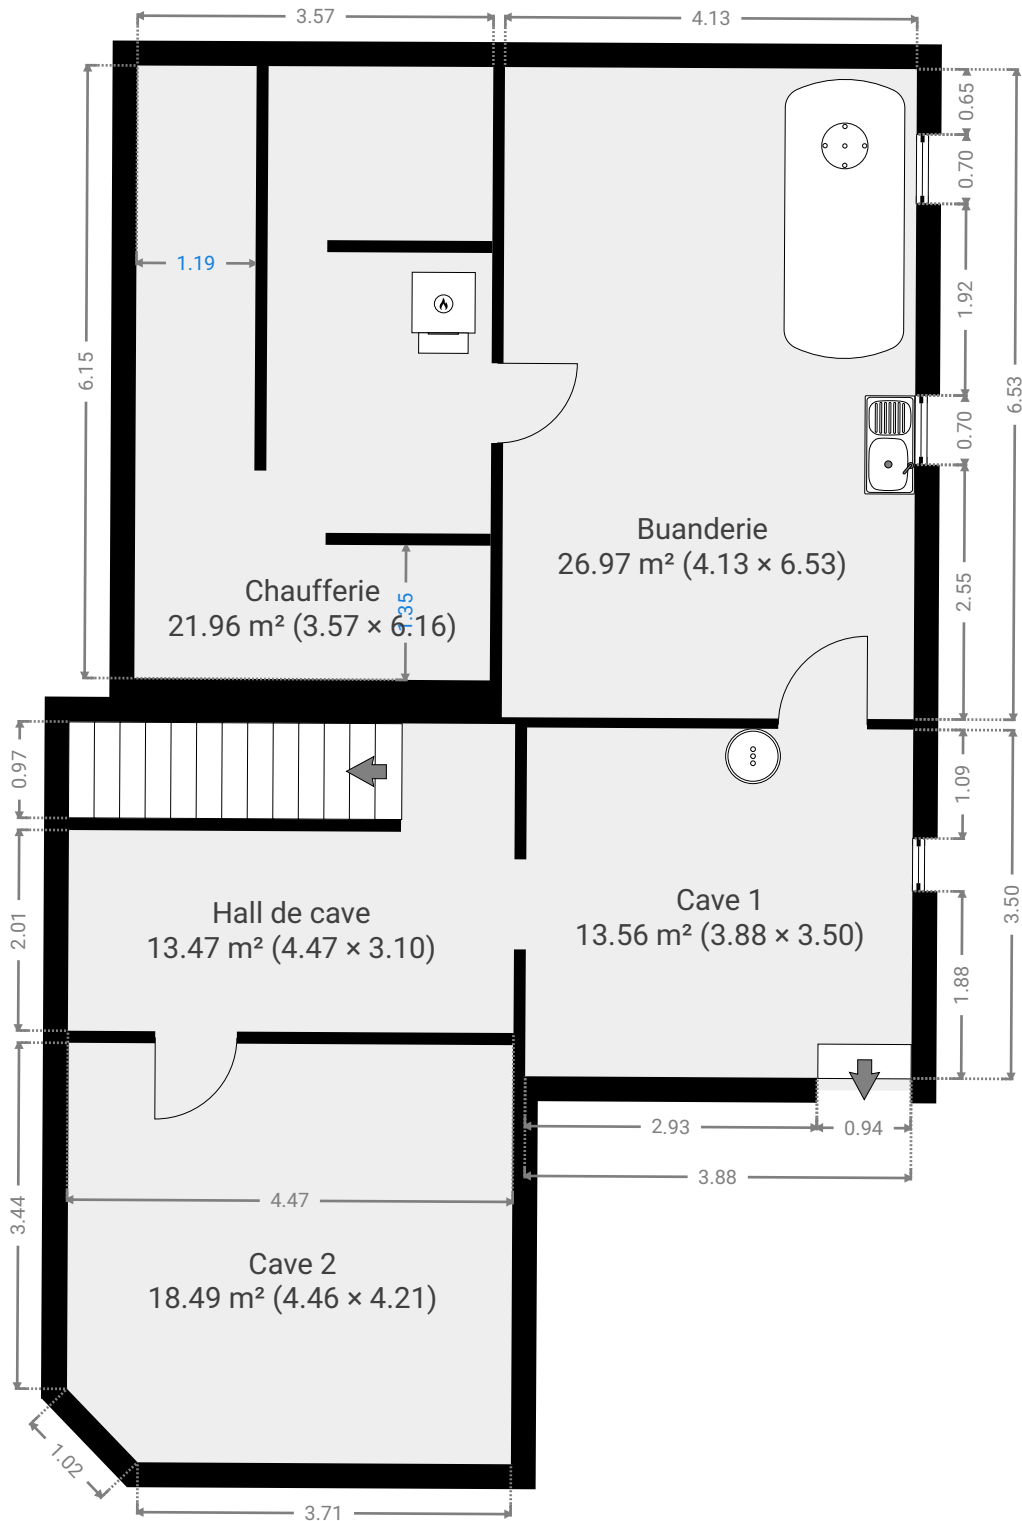 3.57
4.13
0.65
0.70
1.19
1.92
6.15
6.53
0.70
Buanderie
26.97 m² (4.13 × 6.53)
2.55
Chaufferie
21.96 m² (3.57 × 6.16)
1.35
0.97
1.09
Hall de cave
13.47 m² (4.47 × 3.10)
Cave 1
13.56 m² (3.88 × 3.50)
3.50
2.01
1.88
2.93
0.94
3.88
4.47
3.44
Cave 2
18.49 m² (4.46 × 4.21)
1.02
3.71